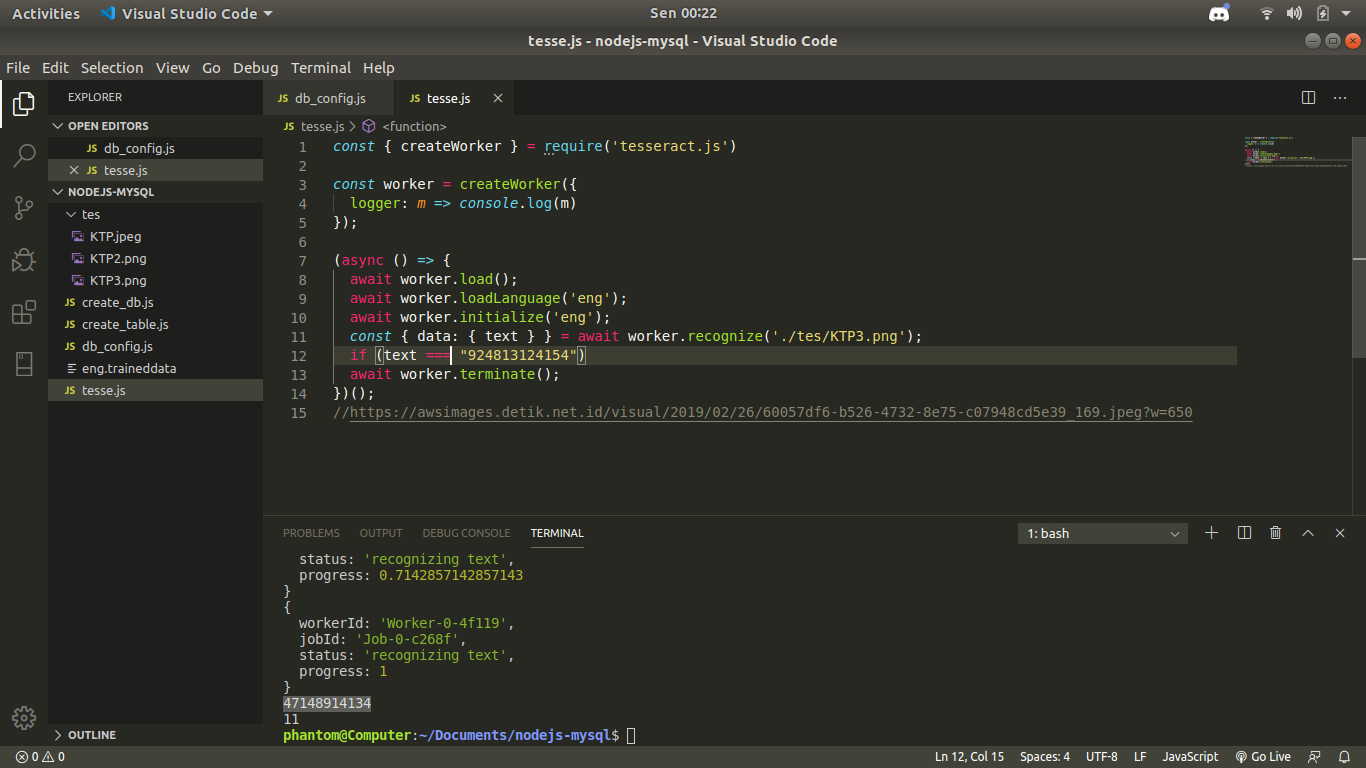 Activities Visual Studio Code Sen 00:22
tesse.js - nodejs-mysql - Visual Studio Code
File Edit Selection View Go Debug Terminal Help
EXPLORER
OPEN EDITORS
JS db_config.js
JS tesse.js
NODEJS-MYSQL
tes
KTP.jpeg
KTP2.png
KTP3.png
JS create_db.js
JS create_table.js
JS db_config.js
eng.traineddata
JS tesse.js
OUTLINE
JS db_config.js JS tesse.js
JS tesse.js > <function>
1 const { createWorker } = require('tesseract.js')
2
3 const worker = createWorker({
4 logger: m => console.log(m)
5 });
6
7 (async () => {
8 await worker.load();
9 await worker.loadLanguage('eng');
10 await worker.initialize('eng');
11 const { data: { text } } = await worker.recognize('./tes/KTP3.png');
12 if (text === "924813124154")
13 await worker.terminate();
14 })();
15 //https://awsimages.detik.net.id/visual/2019/02/26/60057df6-b526-4732-8e75-c07948cd5e39_169.jpeg?w=650
PROBLEMS OUTPUT DEBUG CONSOLE TERMINAL 1: bash
status: 'recognizing text',
progress: 0.7142857142857143
}
{
workerId: 'Worker-0-4f119',
jobId: 'Job-0-c268f',
status: 'recognizing text',
progress: 1
}
47148914134
11
phantom@Computer:~/Documents/nodejs-mysql$
0 0 Ln 12, Col 15 Spaces: 4 UTF-8 LF JavaScript Go Live